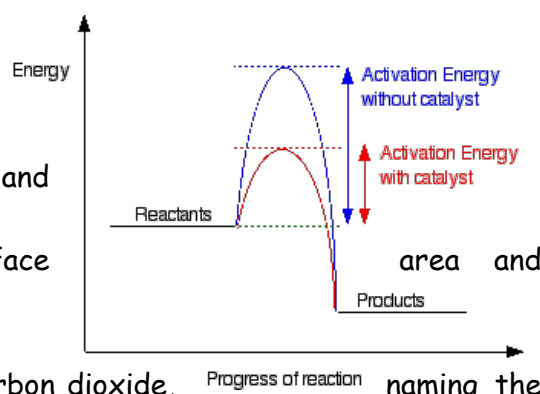 Energy
Activation Energy
without catalyst
Activation Energy
with catalyst
and
Reactants
area and
Products
Progress of reaction
rbon dioxide. naming the